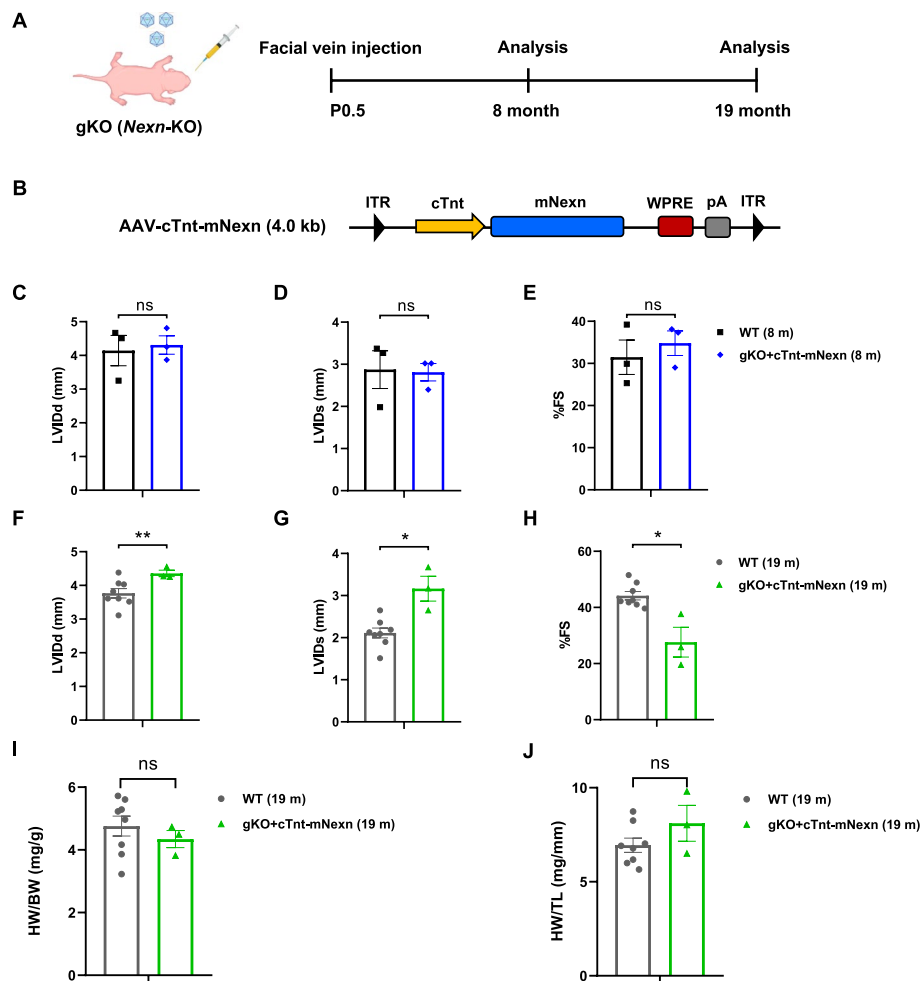 A
Facial vein injection
Analysis
Analysis
P0.5
8 month
19 month
gKO (Nexn-KO)
B
AAV-cTnt-mNexn (4.0 kb)
ITR
cTnt
mNexn
WPRE
pA
ITR
C
ns
LVIDd (mm)
5
4
3
2
1
0
D
ns
LVIDs (mm)
4
3
2
1
0
E
ns
%FS
40
30
20
10
0
WT (8 m)
gKO+cTnt-mNexn (8 m)
F
**
LVIDd (mm)
5
4
3
2
1
0
G
*
LVIDs (mm)
4
3
2
1
0
H
*
%FS
60
40
20
0
WT (19 m)
gKO+cTnt-mNexn (19 m)
I
ns
HW/BW (mg/g)
6
4
2
0
WT (19 m)
gKO+cTnt-mNexn (19 m)
J
ns
HW/TL (mg/mm)
10
5
0
WT (19 m)
gKO+cTnt-mNexn (19 m)